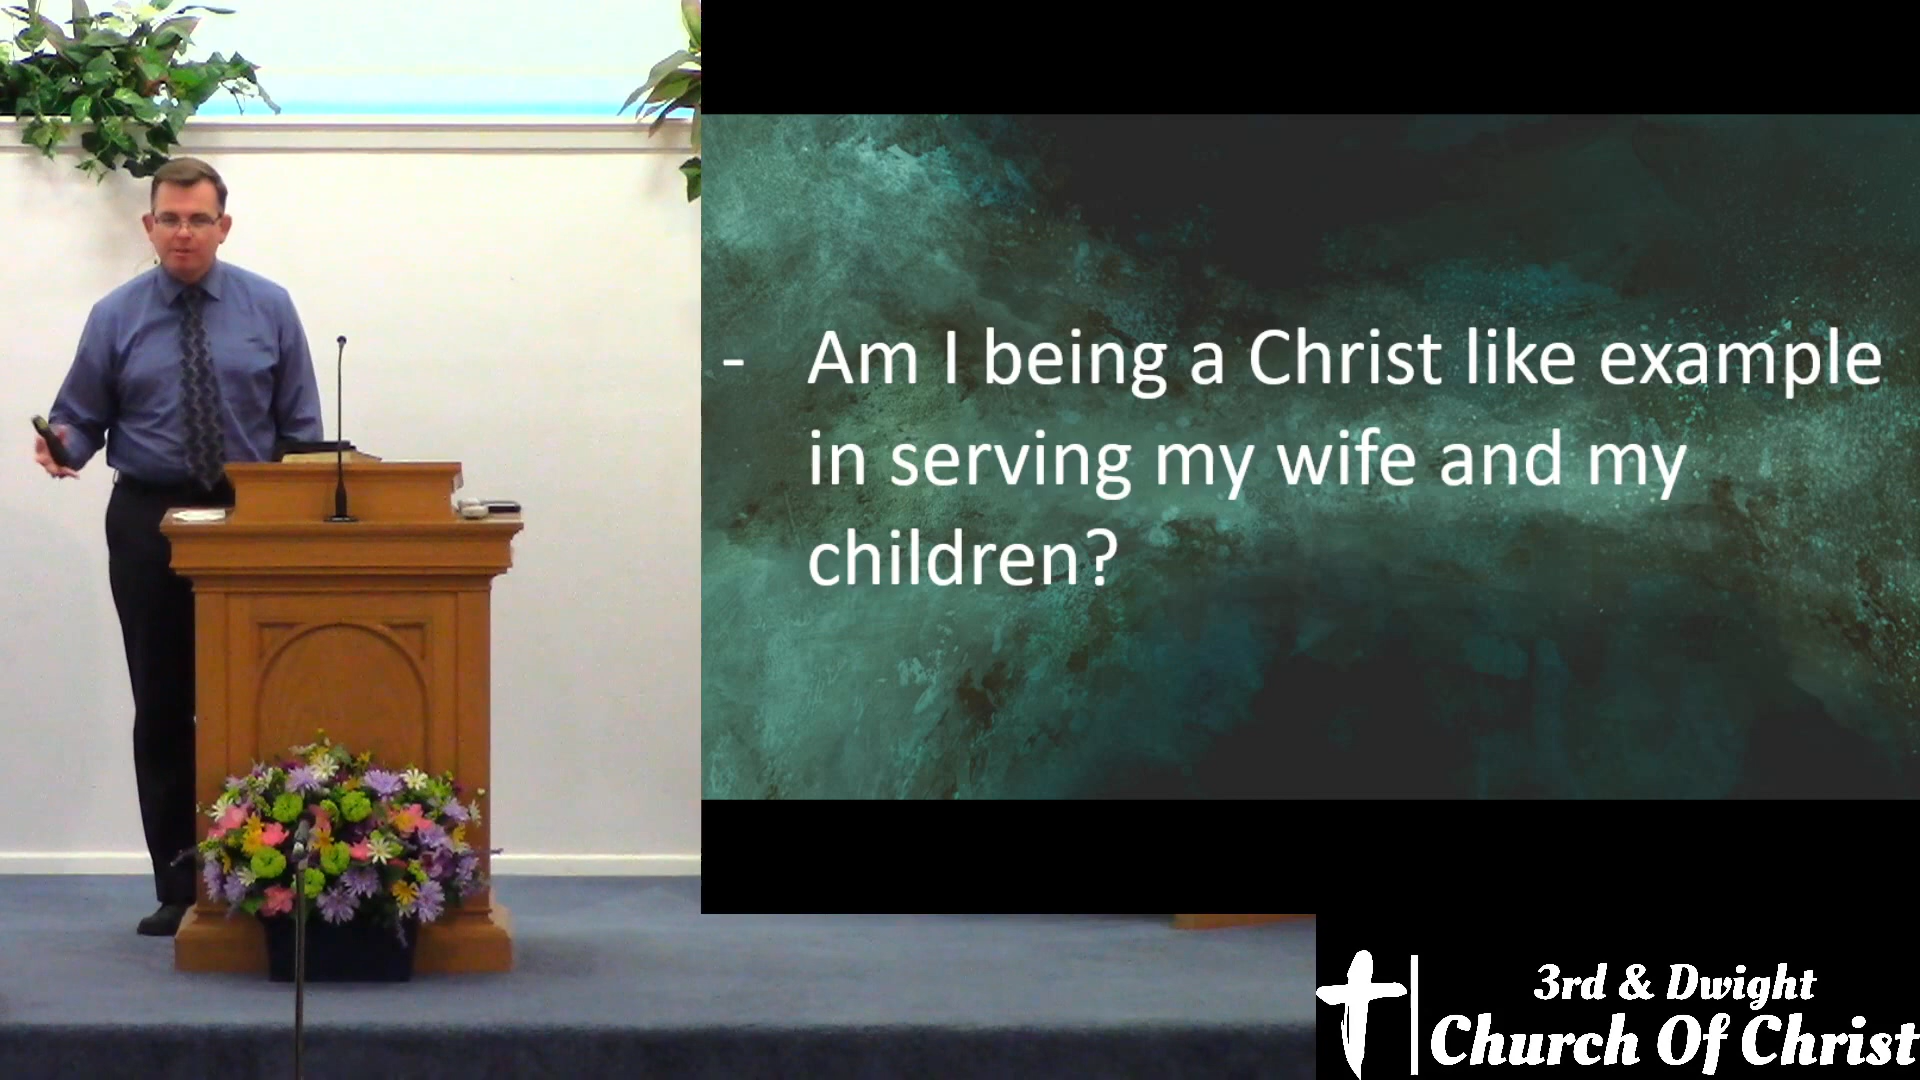 - Am I being a Christ like example
in serving my wife and my
children?
3rd & Dwight
Church Of Christ